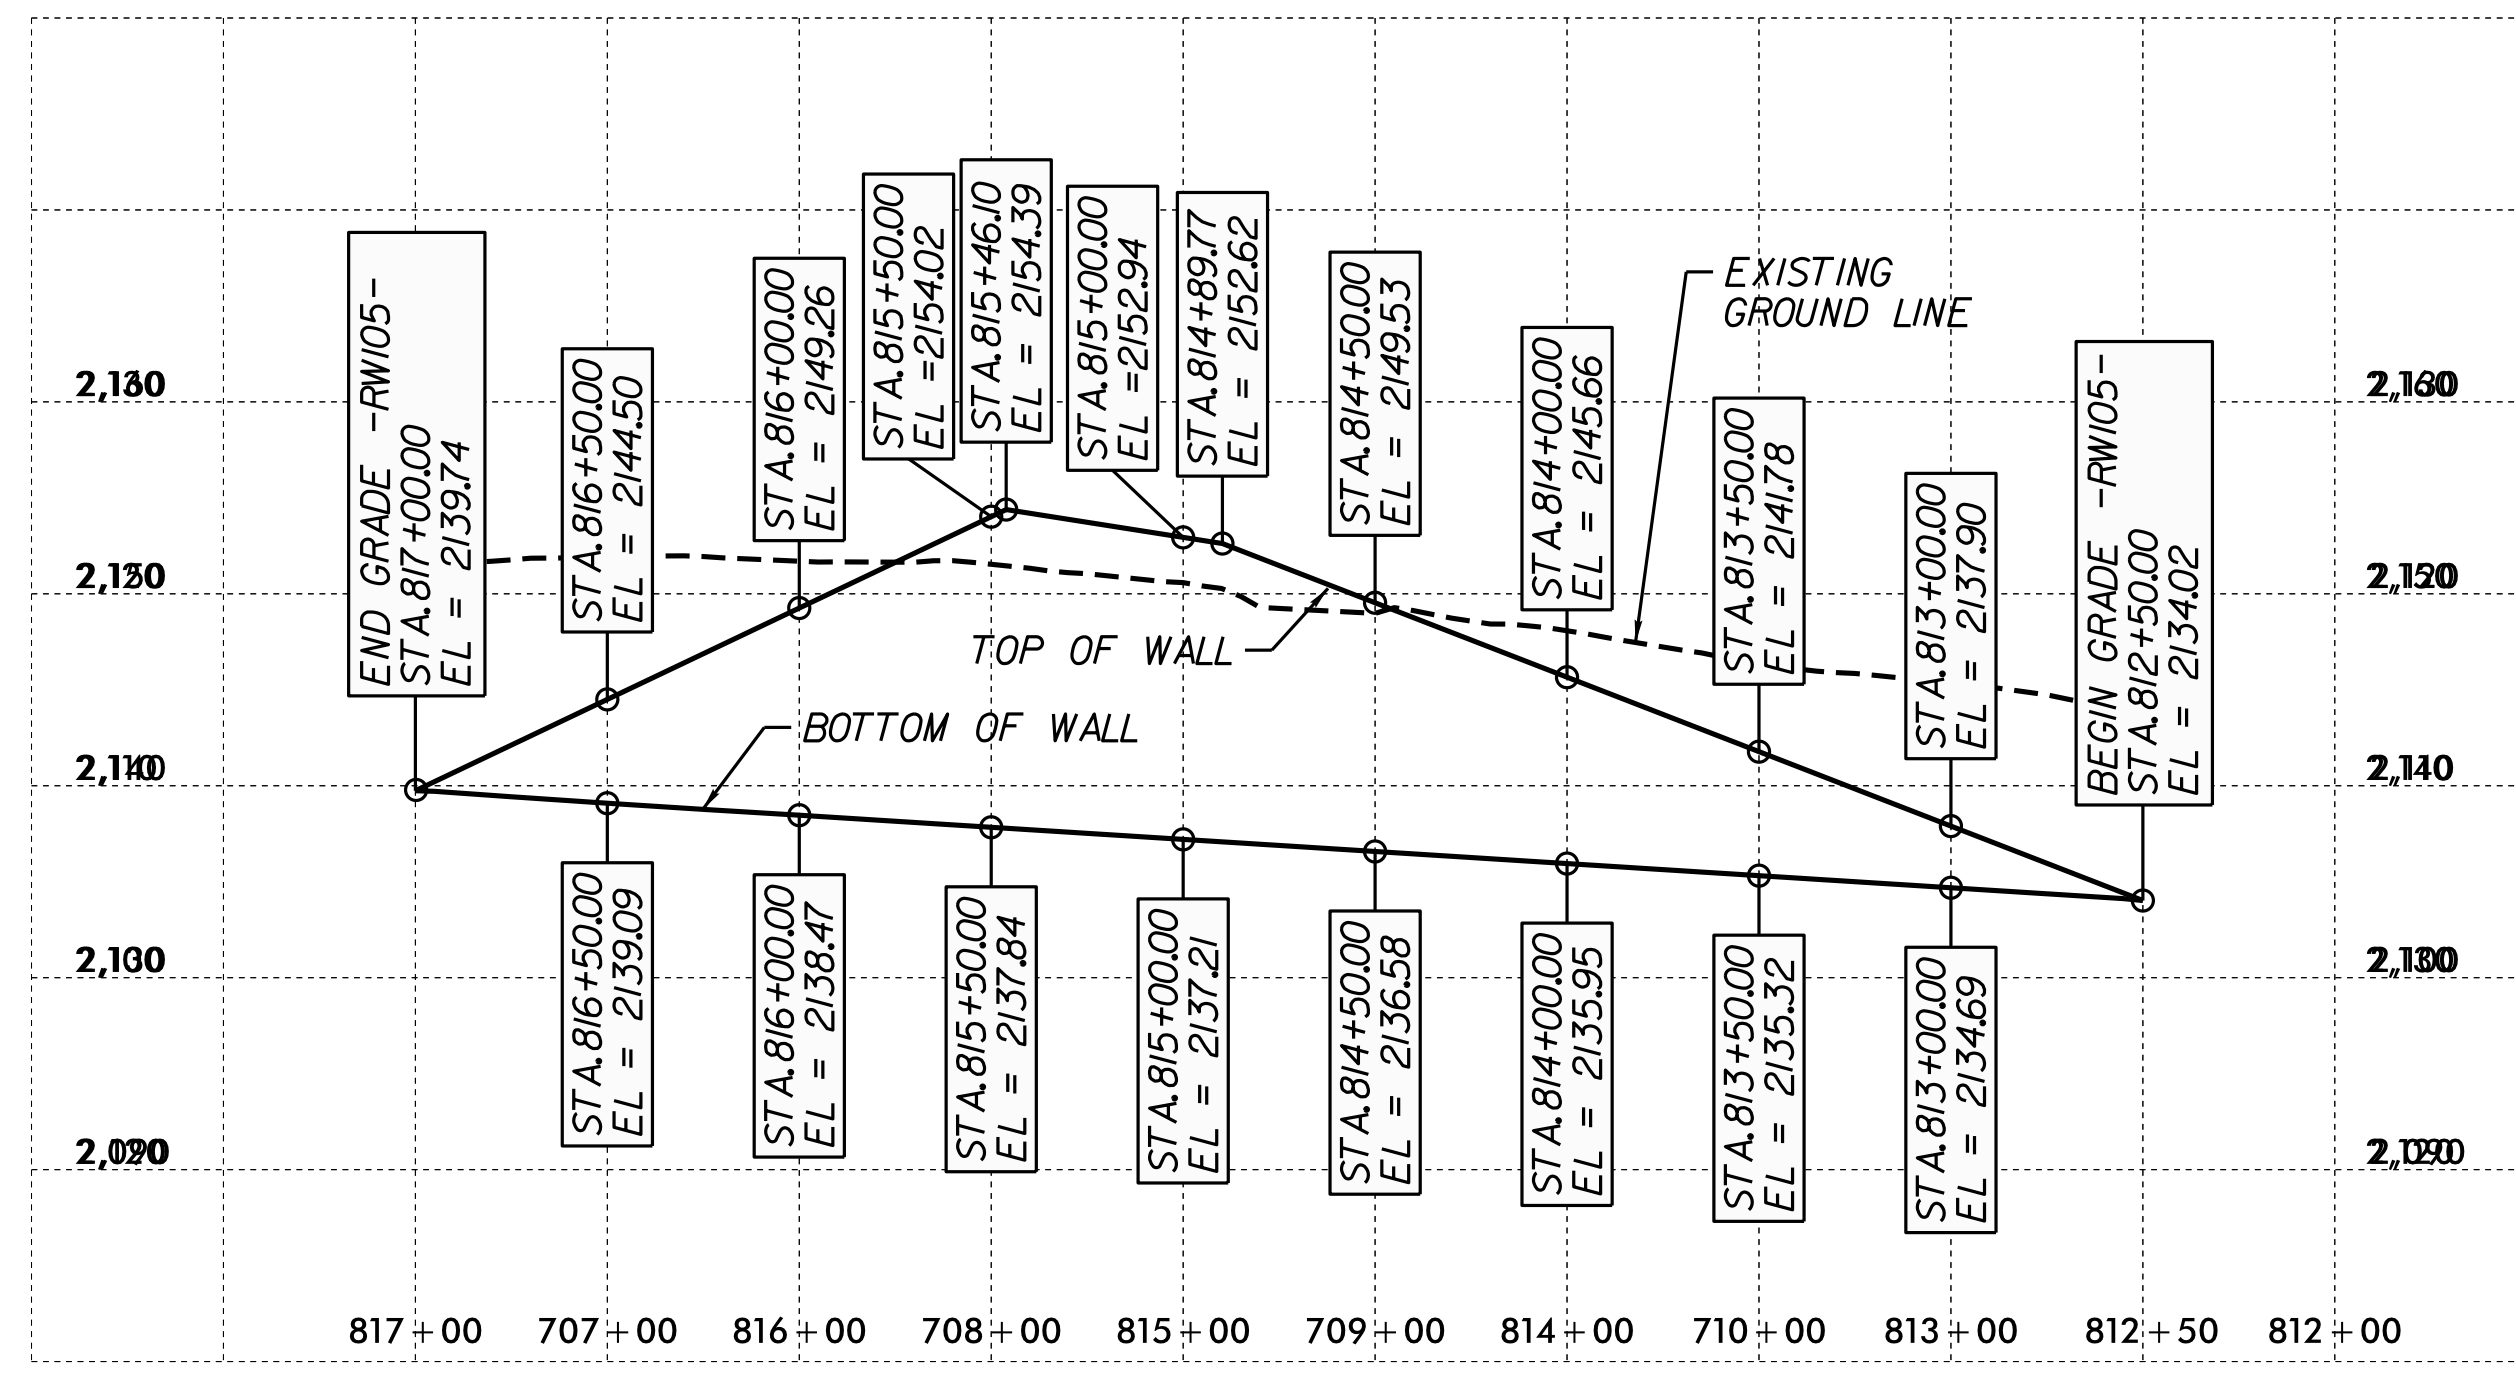 END GRADE -RW105-
STA.817+00.00
EL = 2139.74
STA.816+50.00
EL = 2144.50
STA.816+00.00
EL = 2149.26
STA.815+50.00
EL =2154.02
STA.815+46.10
EL = 2154.39
STA.815+00.00
EL =2152.94
STA.814+89.77
EL = 2152.62
STA.814+50.00
EL = 2149.53
STA.814+00.00
EL = 2145.66
STA.813+50.00
EL = 2141.78
STA.813+00.00
EL = 2137.90
BEGIN GRADE -RW105-
STA.812+50.00
EL = 2134.02
EXISTING
GROUND LINE
TOP OF WALL
BOTTOM OF WALL
STA.816+50.00
EL = 2139.09
STA.816+00.00
EL = 2138.47
STA.815+50.00
EL = 2137.84
STA.815+00.00
EL = 2137.21
STA.814+50.00
EL = 2136.58
STA.814+00.00
EL = 2135.95
STA.813+50.00
EL = 2135.32
STA.813+00.00
EL = 2134.69
817+00 707+00 816+00 708+00 815+00 709+00 814+00 710+00 813+00 812+50 812+00